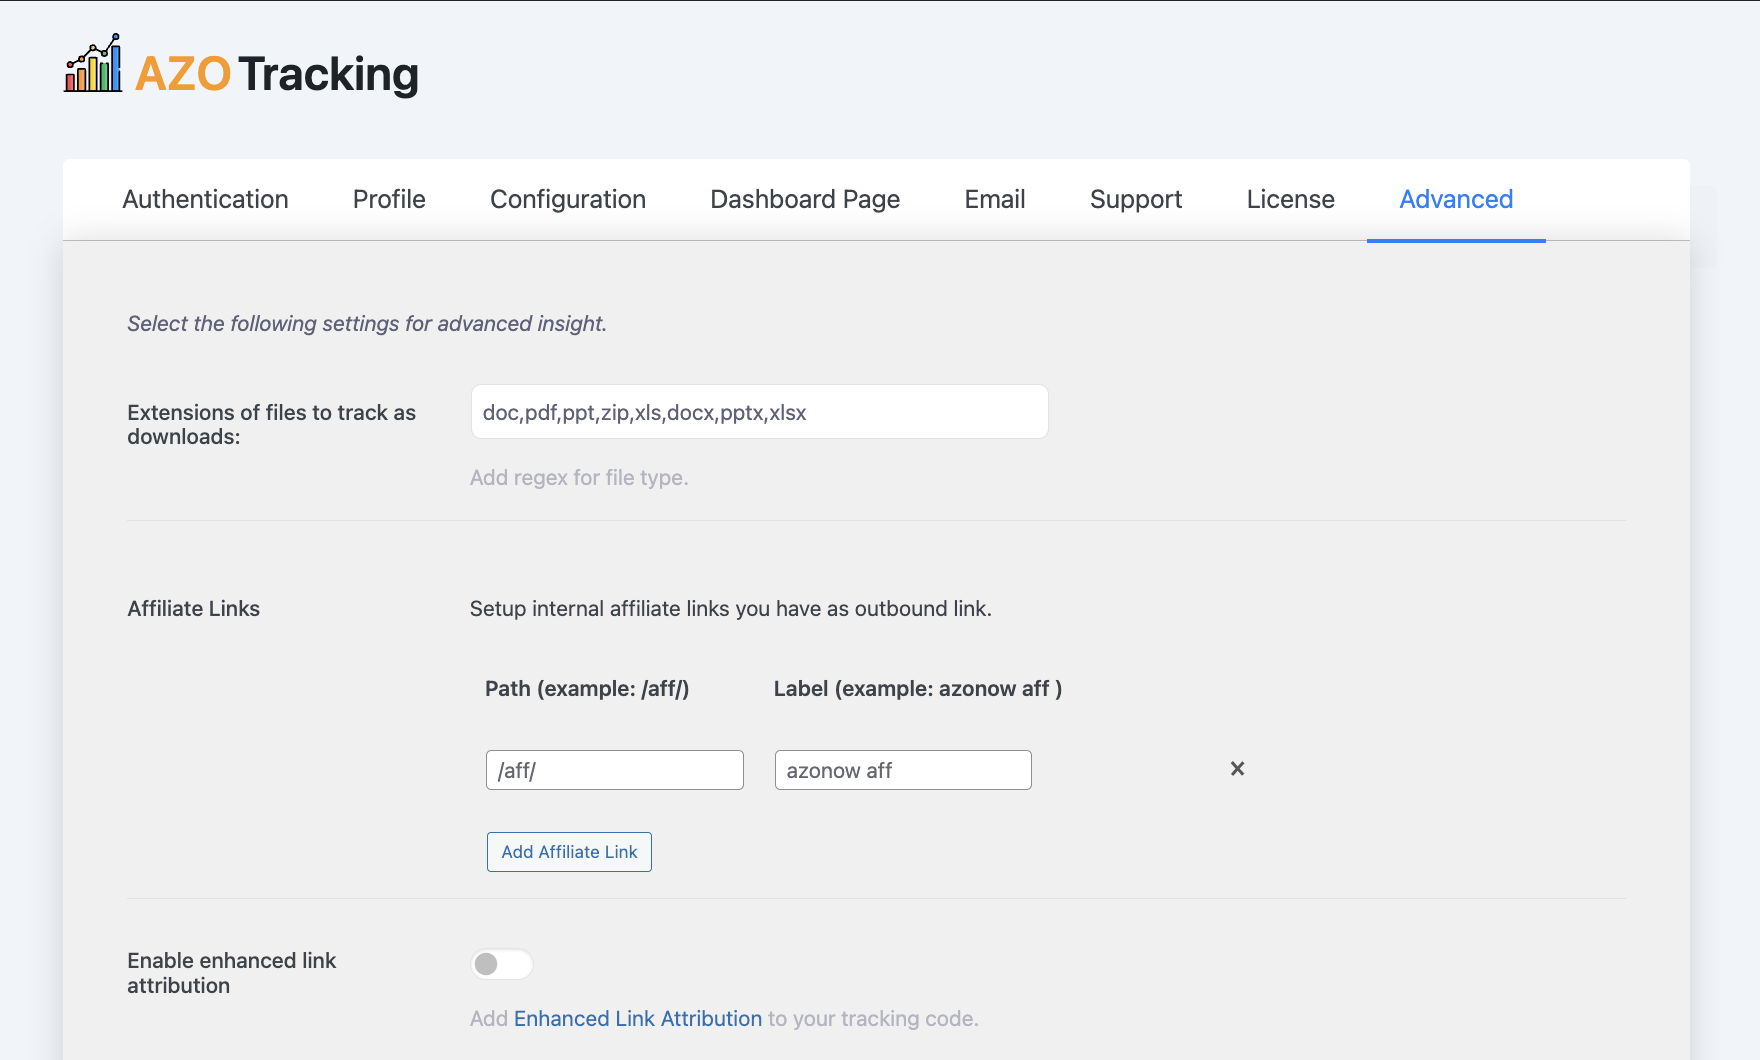 AZO Tracking
Authentication Profile Configuration Dashboard Page Email Support License Advanced
Select the following settings for advanced insight.
Extensions of files to track as
downloads:
doc,pdf,ppt,zip,xls,docx,pptx,xlsx
Add regex for file type.
Affiliate Links
Setup internal affiliate links you have as outbound link.
Path (example: /aff/) Label (example: azonow aff )
/aff/ azonow aff ×
Add Affiliate Link
Enable enhanced link
attribution
Add Enhanced Link Attribution to your tracking code.